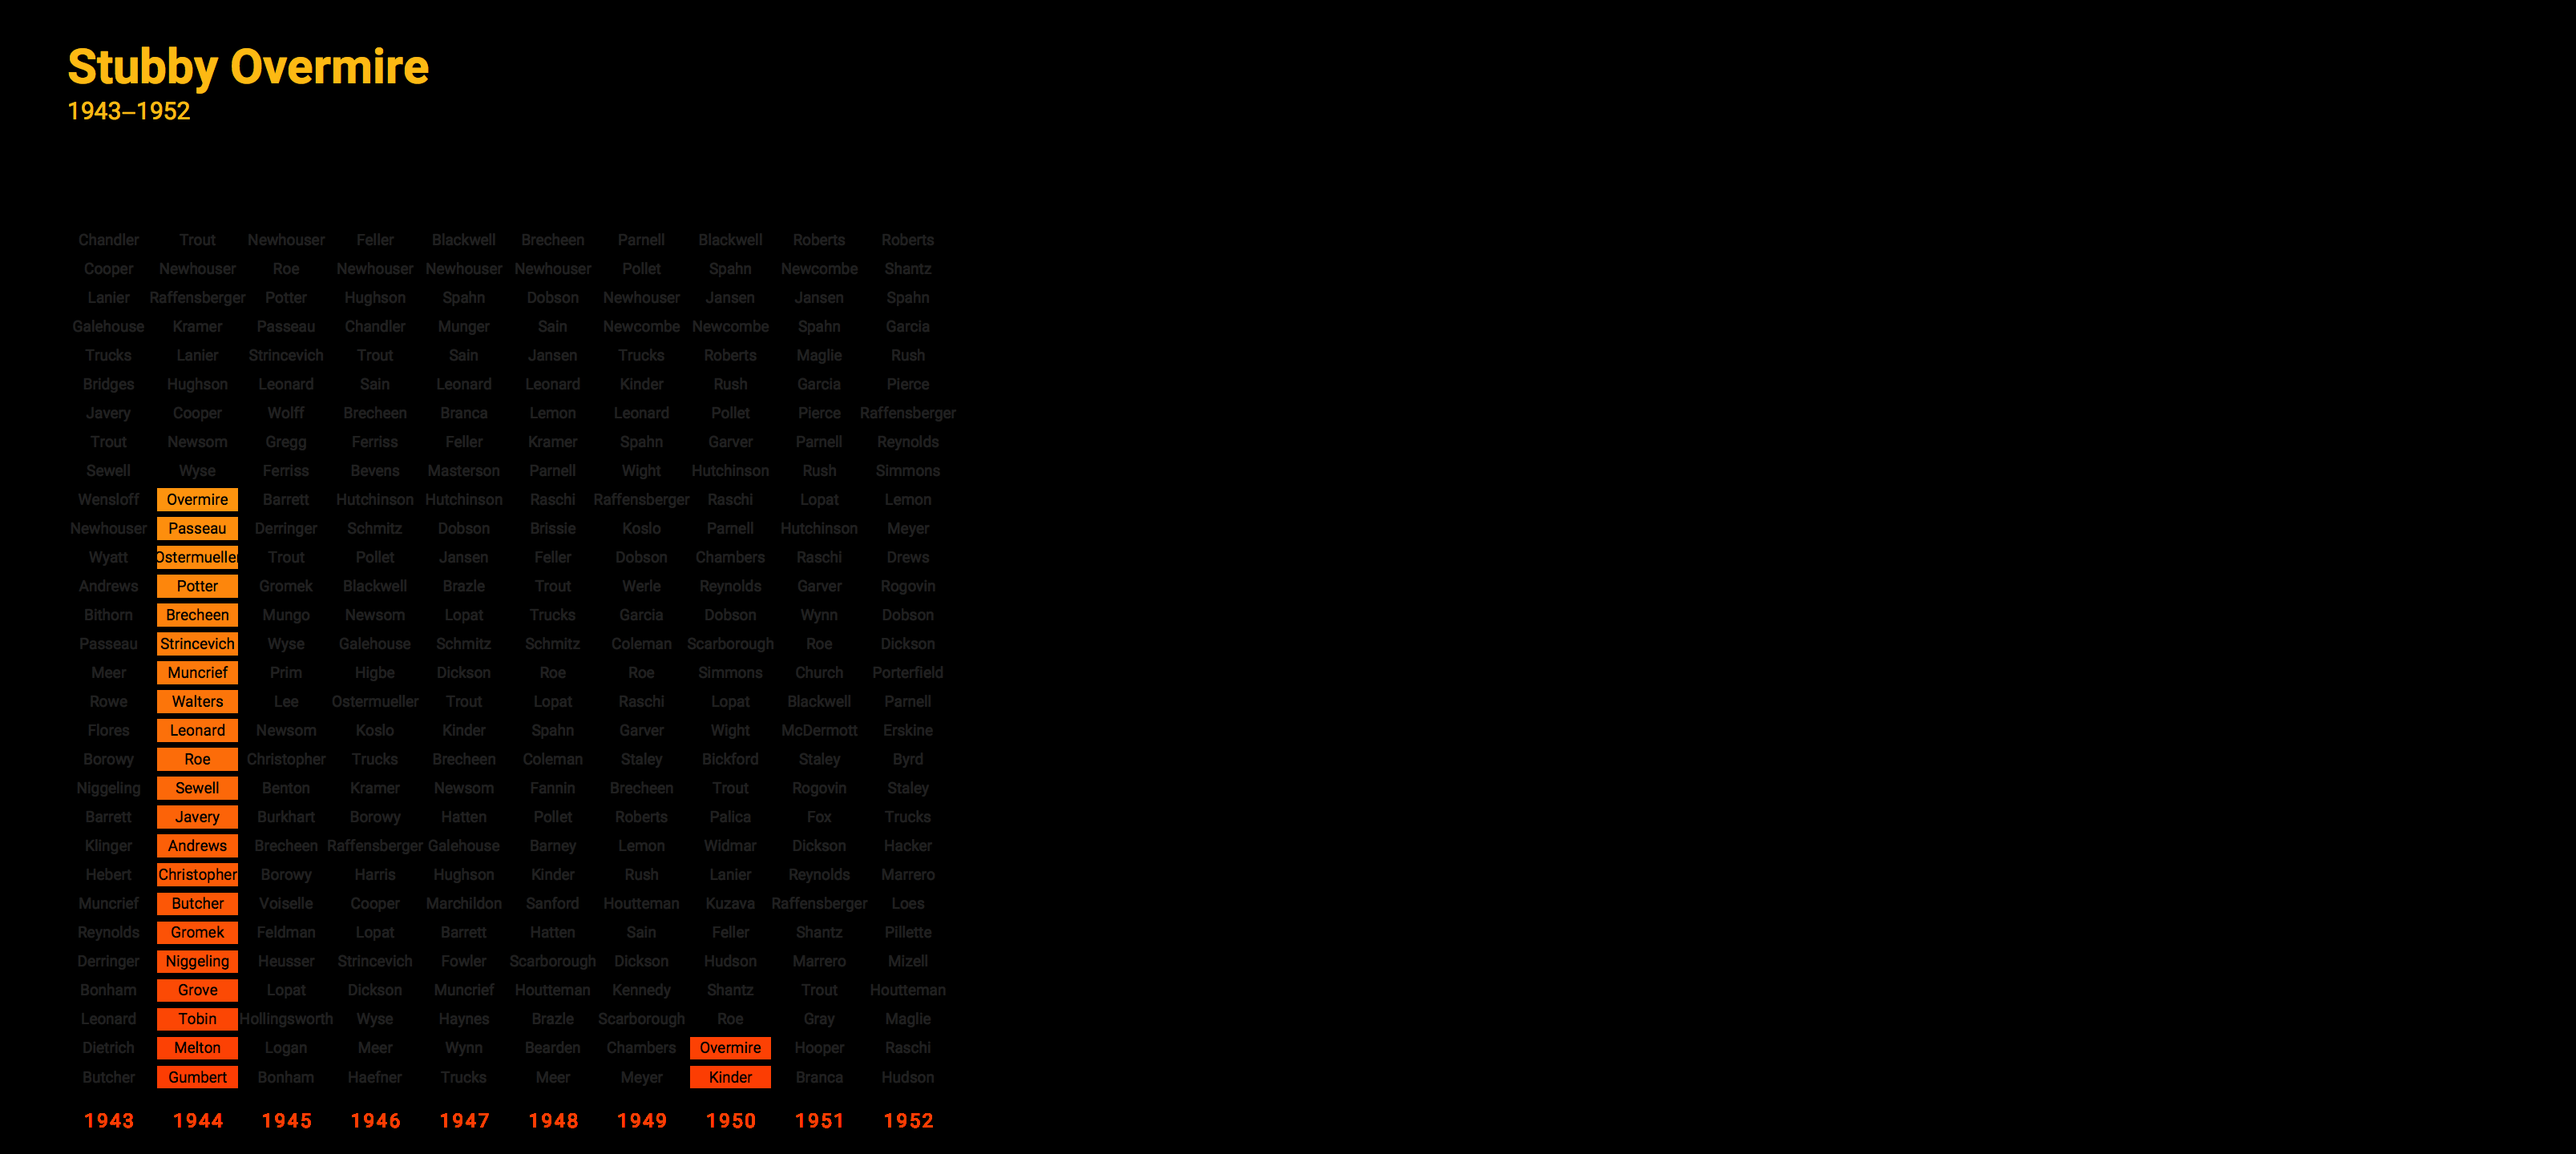 Stubby Overmire
1943–1952
Chandler Trout Newhouser Feller Blackwell Brecheen Parnell Blackwell Roberts Roberts
Cooper Newhouser Roe Newhouser Newhouser Newhouser Pollet Spahn Newcombe Shantz
Lanier Raffensberger Potter Hughson Spahn Dobson Newhouser Jansen Jansen Spahn
Galehouse Kramer Passeau Chandler Munger Sain Newcombe Newcombe Spahn Garcia
Trucks Lanier Strincevich Trout Sain Jansen Trucks Roberts Maglie Rush
Bridges Hughson Leonard Sain Leonard Leonard Kinder Rush Garcia Pierce
Javery Cooper Wolff Brecheen Branca Lemon Leonard Pollet Pierce Raffensberger
Trout Newsom Gregg Ferriss Feller Kramer Spahn Garver Parnell Reynolds
Sewell Wyse Ferriss Bevens Masterson Parnell Wight Hutchinson Rush Simmons
Wensloff Overmire Barrett Hutchinson Hutchinson Raschi Raffensberger Raschi Lopat Lemon
Newhouser Passeau Derringer Schmitz Dobson Brissie Koslo Parnell Hutchinson Meyer
Wyatt Ostermueller Trout Pollet Jansen Feller Dobson Chambers Raschi Drews
Andrews Potter Gromek Blackwell Brazle Trout Werle Reynolds Garver Rogovin
Bithorn Brecheen Mungo Newsom Lopat Trucks Garcia Dobson Wynn Dobson
Passeau Strincevich Wyse Galehouse Schmitz Schmitz Coleman Scarborough Roe Dickson
Meer Muncrief Prim Higbe Dickson Roe Roe Simmons Church Porterfield
Rowe Walters Lee Ostermueller Trout Lopat Raschi Lopat Blackwell Parnell
Flores Leonard Newsom Koslo Kinder Spahn Garver Wight McDermott Erskine
Borowy Roe Christopher Trucks Brecheen Coleman Staley Bickford Staley Byrd
Niggeling Sewell Benton Kramer Newsom Fannin Brecheen Trout Rogovin Staley
Barrett Javery Burkhart Borowy Hatten Pollet Roberts Palica Fox Trucks
Klinger Andrews Brecheen Raffensberger Galehouse Barney Lemon Widmar Dickson Hacker
Hebert Christopher Borowy Harris Hughson Kinder Rush Lanier Reynolds Marrero
Muncrief Butcher Voiselle Cooper Marchildon Sanford Houtteman Kuzava Raffensberger Loes
Reynolds Gromek Feldman Lopat Barrett Hatten Sain Feller Shantz Pillette
Derringer Niggeling Heusser Strincevich Fowler Scarborough Dickson Hudson Marrero Mizell
Bonham Grove Lopat Dickson Muncrief Houtteman Kennedy Shantz Trout Houtteman
Leonard Tobin Hollingsworth Wyse Haynes Brazle Scarborough Roe Gray Maglie
Dietrich Melton Logan Meer Wynn Bearden Chambers Overmire Hooper Raschi
Butcher Gumbert Bonham Haefner Trucks Meer Meyer Kinder Branca Hudson
1943 1944 1945 1946 1947 1948 1949 1950 1951 1952